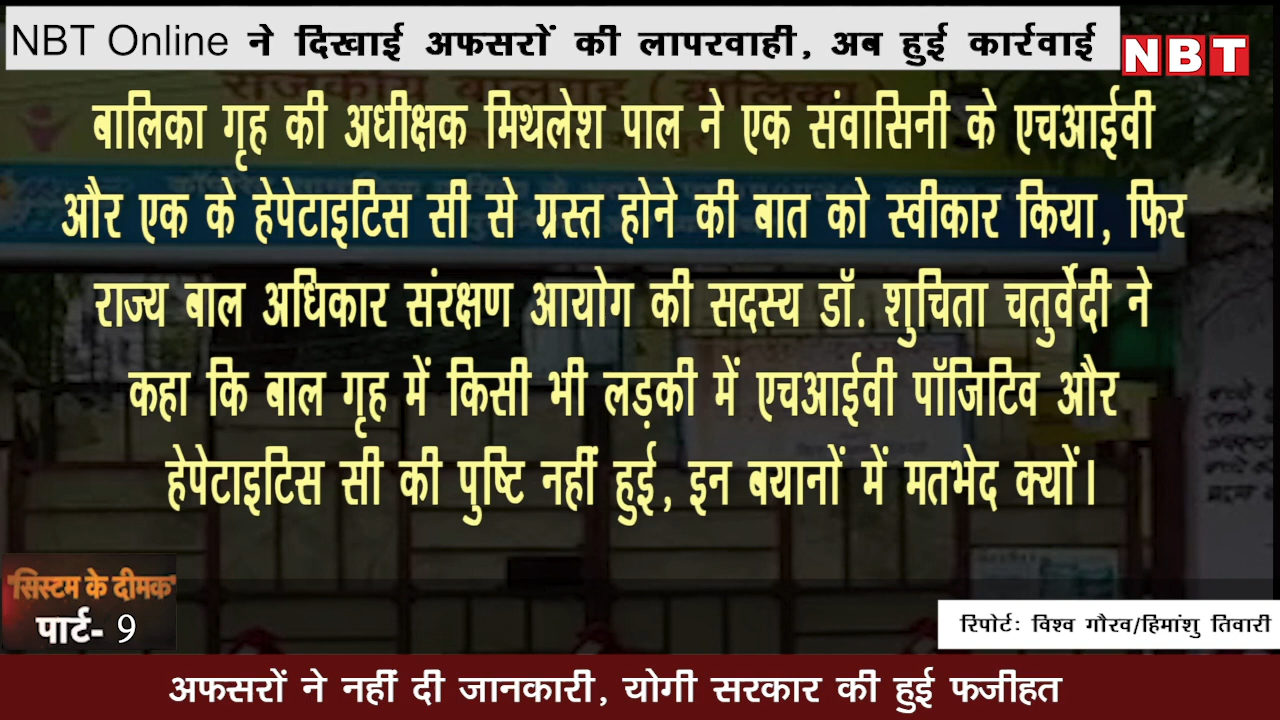 NBT Online ने दिखाई अफसरों की लापरवाही, अब हुई कार्रवाई
NBT
बालिका गृह की अधीक्षक मिथलेश पाल ने एक संवासिनी के एचआईवी
और एक के हेपेटाइटिस सी से ग्रस्त होने की बात को स्वीकार किया, फिर
राज्य बाल अधिकार संरक्षण आयोग की सदस्य डॉ. शुचिता चतुर्वेदी ने
कहा कि बाल गृह में किसी भी लड़की में एचआईवी पॉजिटिव और
हेपेटाइटिस सी की पुष्टि नहीं हुई, इन बयानों में मतभेद क्यों।
'सिस्टम के दीमक'
पार्ट- 9
रिपोर्टः विश्व गौरव/हिमांशु तिवारी
अफसरों ने नहीं दी जानकारी, योगी सरकार की हुई फजीहत